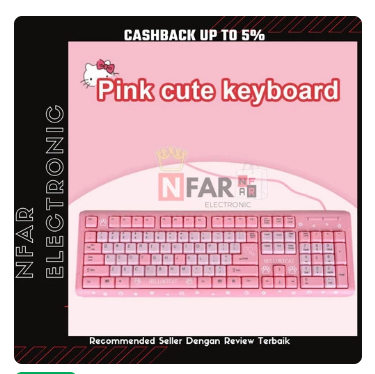 CASHBACK UP TO 5%
Pink cute keyboard
NFAR
ELECTRONIC
NFAR
ELECTRONIC
Recommended Seller Dengan Review Terbaik